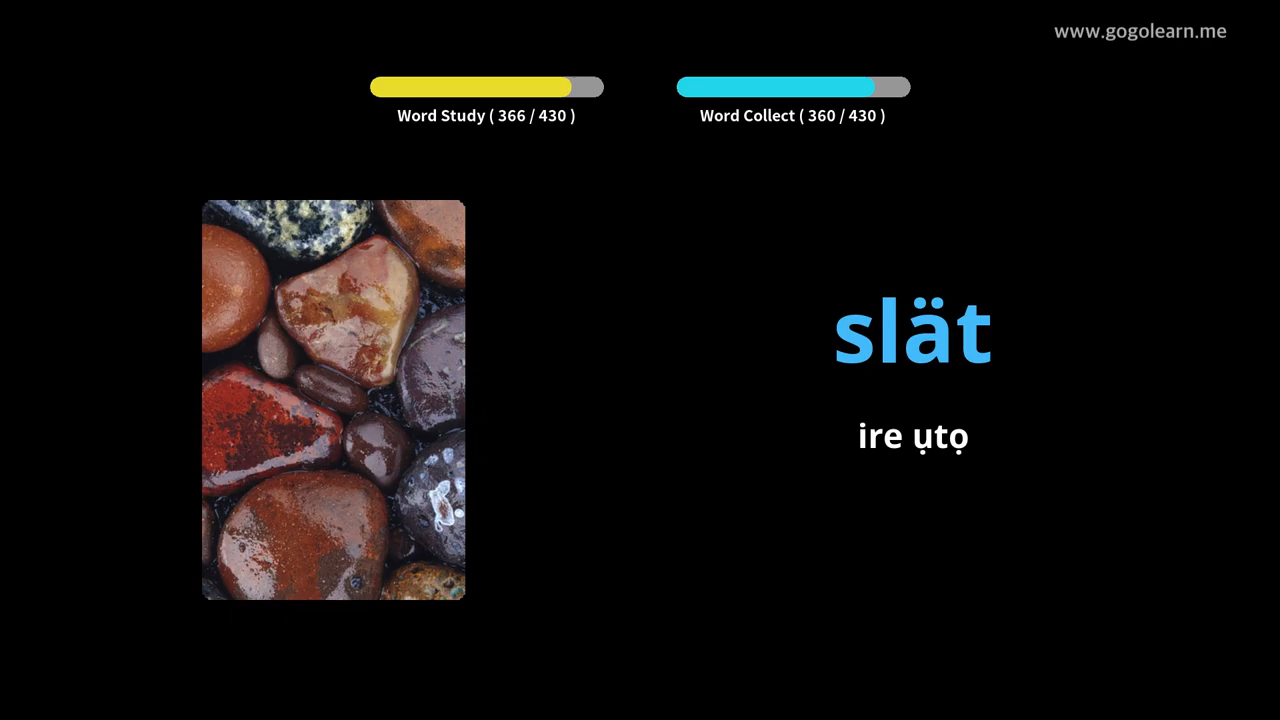 www.gogolearn.me
Word Study ( 366 / 430 )
Word Collect ( 360 / 430 )
slät
ire ụtọ